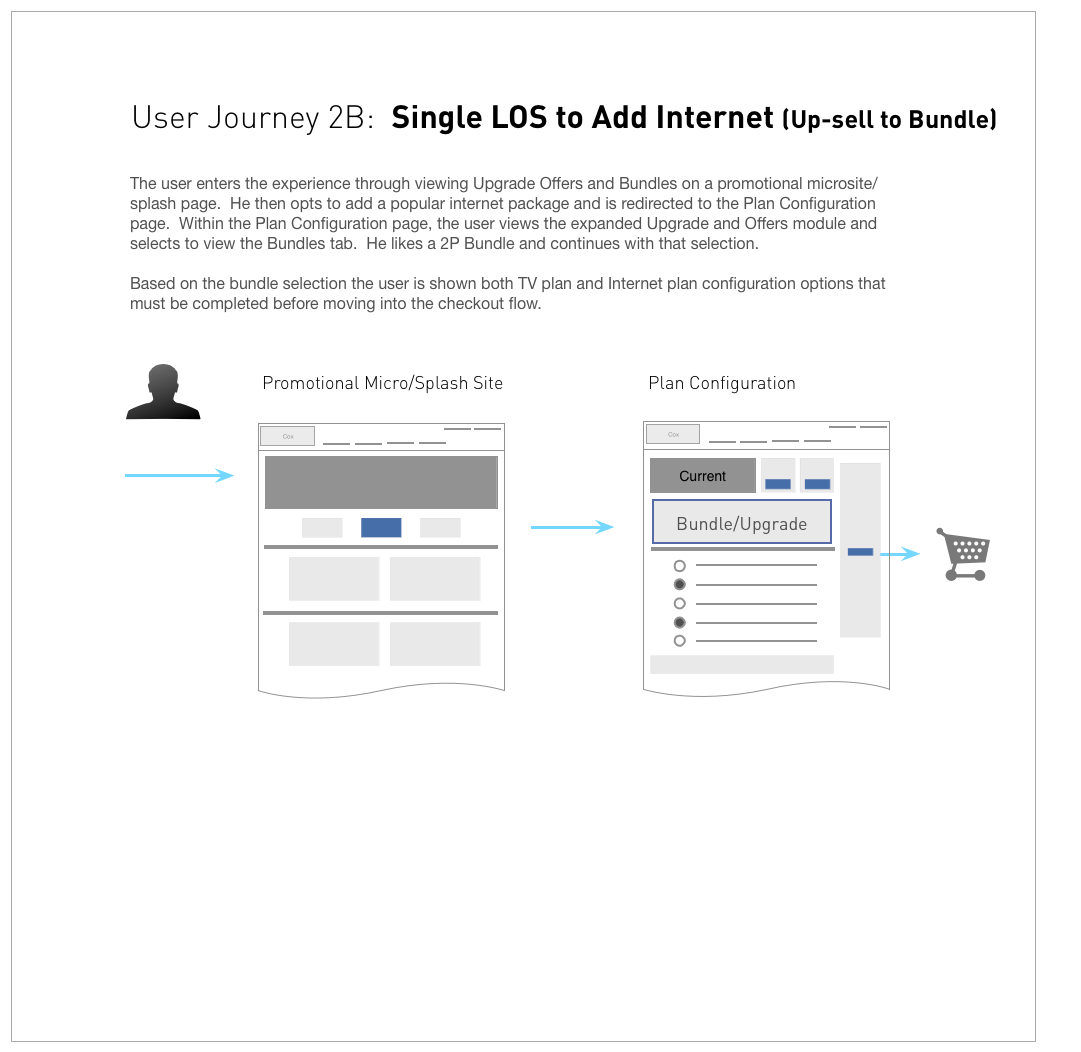 User Journey 2B: Single LOS to Add Internet (Up-sell to Bundle)
The user enters the experience through viewing Upgrade Offers and Bundles on a promotional microsite/
splash page. He then opts to add a popular internet package and is redirected to the Plan Configuration
page. Within the Plan Configuration page, the user views the expanded Upgrade and Offers module and
selects to view the Bundles tab. He likes a 2P Bundle and continues with that selection.
Based on the bundle selection the user is shown both TV plan and Internet plan configuration options that
must be completed before moving into the checkout flow.
Promotional Micro/Splash Site
Plan Configuration
Cox
Cox
Current
Bundle/Upgrade